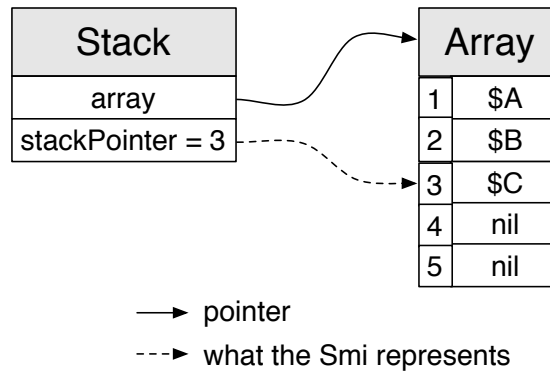 Stack
array
stackPointer = 3
Array
1 $A
2 $B
3 $C
4 nil
5 nil
pointer
what the Smi represents